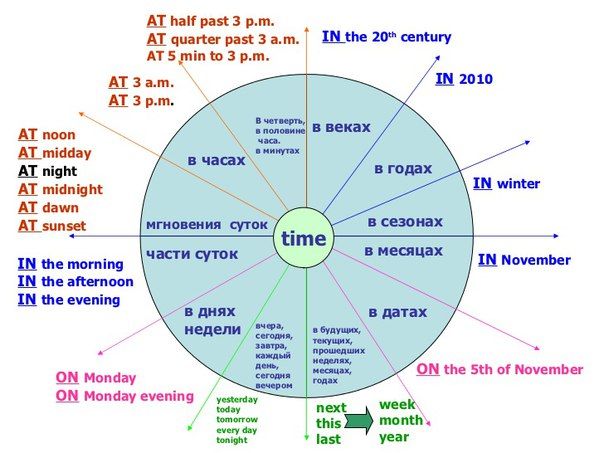 AT half past 3 p.m.
AT quarter past 3 a.m.
AT 5 min to 3 p.m.
AT 3 a.m.
AT 3 p.m.
AT noon
AT midday
AT night
AT midnight
AT dawn
AT sunset
IN the morning
IN the afternoon
IN the evening
ON Monday
ON Monday evening
yesterday
today
tomorrow
every day
tonight
next
this
last
week
month
year
ON the 5th of November
IN November
IN winter
IN 2010
IN the 20th century
В четверть,
в половине
часа.
в минутах
в веках
в часах
в годах
мгновения суток
в сезонах
time
части суток
в месяцах
в днях
недели
в датах
вчера,
сегодня,
завтра,
каждый
день,
сегодня
вечером
в будущих,
текущих,
прошедших
неделях,
месяцах,
годах